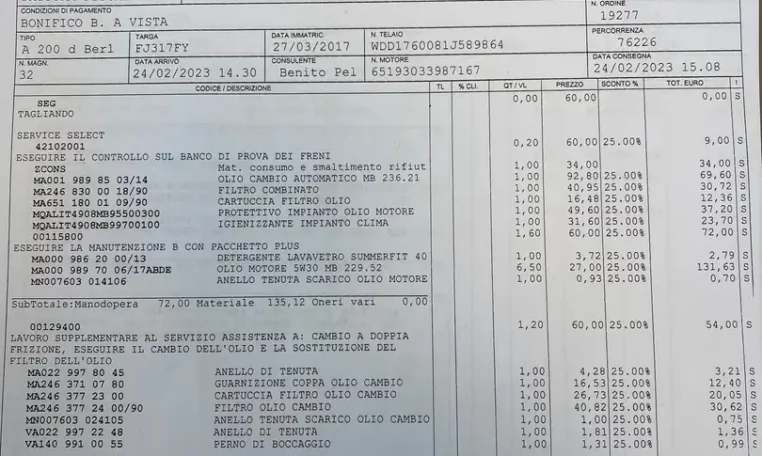 CONDIZIONI DI PAGAMENTO N. ORDINE
BONIFICO B. A VISTA 19277
TIPO TARGA DATA IMMATRIC. N. TELAIO PERCORRENZA
A 200 d Berl FJ317FY 27/03/2017 WDD1760081J589864 76226
N. MAGN. DATA ARRIVO CONSULENTE N. MOTORE DATA CONSEGNA
32 24/02/2023 14.30 Benito Pel 65193033987167 24/02/2023 15.08
CODICE / DESCRIZIONE TL % CLI. QT / VL PREZZO SCONTO % TOT. EURO I
SEG 0,00 60,00 0,00 S
TAGLIANDO
SERVICE SELECT
42102001 0,20 60,00 25.00% 9,00 S
ESEGUIRE IL CONTROLLO SUL BANCO DI PROVA DEI FRENI
ZCONS Mat. consumo e smaltimento rifiut 1,00 34,00 34,00 S
MA001 989 85 03/14 OLIO CAMBIO AUTOMATICO MB 236.21 1,00 92,80 25.00% 69,60 S
MA246 830 00 18/90 FILTRO COMBINATO 1,00 40,95 25.00% 30,72 S
MA651 180 01 09/90 CARTUCCIA FILTRO OLIO 1,00 16,48 25.00% 12,36 S
MQALIT4908MB95500300 PROTETTIVO IMPIANTO OLIO MOTORE 1,00 49,60 25.00% 37,20 S
MQALIT4908MB99700100 IGIENIZZANTE IMPIANTO CLIMA 1,00 31,60 25.00% 23,70 S
00115800 1,60 60,00 25.00% 72,00 S
ESEGUIRE LA MANUTENZIONE B CON PACCHETTO PLUS
MA000 986 20 00/13 DETERGENTE LAVAVETRO SUMMERFIT 40 1,00 3,72 25.00% 2,79 S
MA000 989 70 06/17ABDE OLIO MOTORE 5W30 MB 229.52 6,50 27,00 25.00% 131,63 S
MN007603 014106 ANELLO TENUTA SCARICO OLIO MOTORE 1,00 0,93 25.00% 0,70 S
SubTotale:Manodopera 72,00 Materiale 135,12 Oneri vari 0,00
00129400 1,20 60,00 25.00% 54,00 S
LAVORO SUPPLEMENTARE AL SERVIZIO ASSISTENZA A: CAMBIO A DOPPIA
FRIZIONE, ESEGUIRE IL CAMBIO DELL'OLIO E LA SOSTITUZIONE DEL
FILTRO DELL'OLIO
MA022 997 80 45 ANELLO DI TENUTA 1,00 4,28 25.00% 3,21 S
MA246 371 07 80 GUARNIZIONE COPPA OLIO CAMBIO 1,00 16,53 25.00% 12,40 S
MA246 377 23 00 CARTUCCIA FILTRO OLIO CAMBIO 1,00 26,73 25.00% 20,05 S
MA246 377 24 00/90 FILTRO OLIO CAMBIO 1,00 40,82 25.00% 30,62 S
MN007603 024105 ANELLO TENUTA SCARICO OLIO CAMBIO 1,00 1,00 25.00% 0,75 S
VA022 997 22 48 ANELLO DI TENUTA 1,00 1,81 25.00% 1,36 S
VA140 991 00 55 PERNO DI BOCCAGGIO 1,00 1,31 25.00% 0,99 S